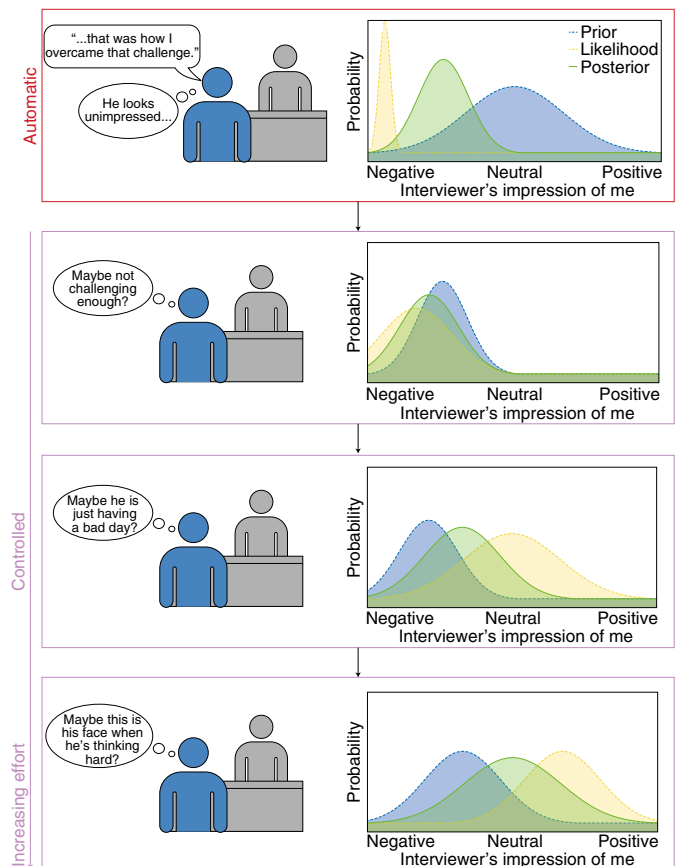 “...that was how I
overcame that challenge.”
He looks
unimpressed...
Automatic
Probability
Prior
Likelihood
Posterior
Negative Neutral Positive
Interviewer’s impression of me
Maybe not
challenging
enough?
Probability
Negative Neutral Positive
Interviewer’s impression of me
Controlled
Maybe he is
just having
a bad day?
Probability
Negative Neutral Positive
Interviewer’s impression of me
Increasing effort
Maybe this is
his face when
he’s thinking
hard?
Probability
Negative Neutral Positive
Interviewer’s impression of me